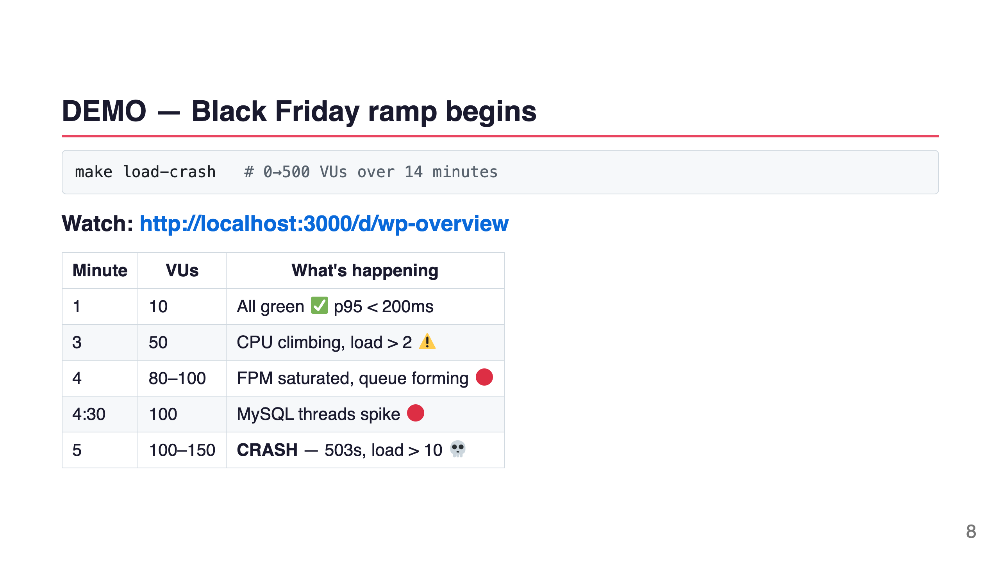 DEMO — Black Friday ramp begins
make load-crash   # 0→500 VUs over 14 minutes
Watch: http://localhost:3000/d/wp-overview
Minute VUs What's happening
1 10 All green ✅ p95 < 200ms
3 50 CPU climbing, load > 2 ⚠️
4 80–100 FPM saturated, queue forming 🔴
4:30 100 MySQL threads spike 🔴
5 100–150 CRASH — 503s, load > 10 💀
8